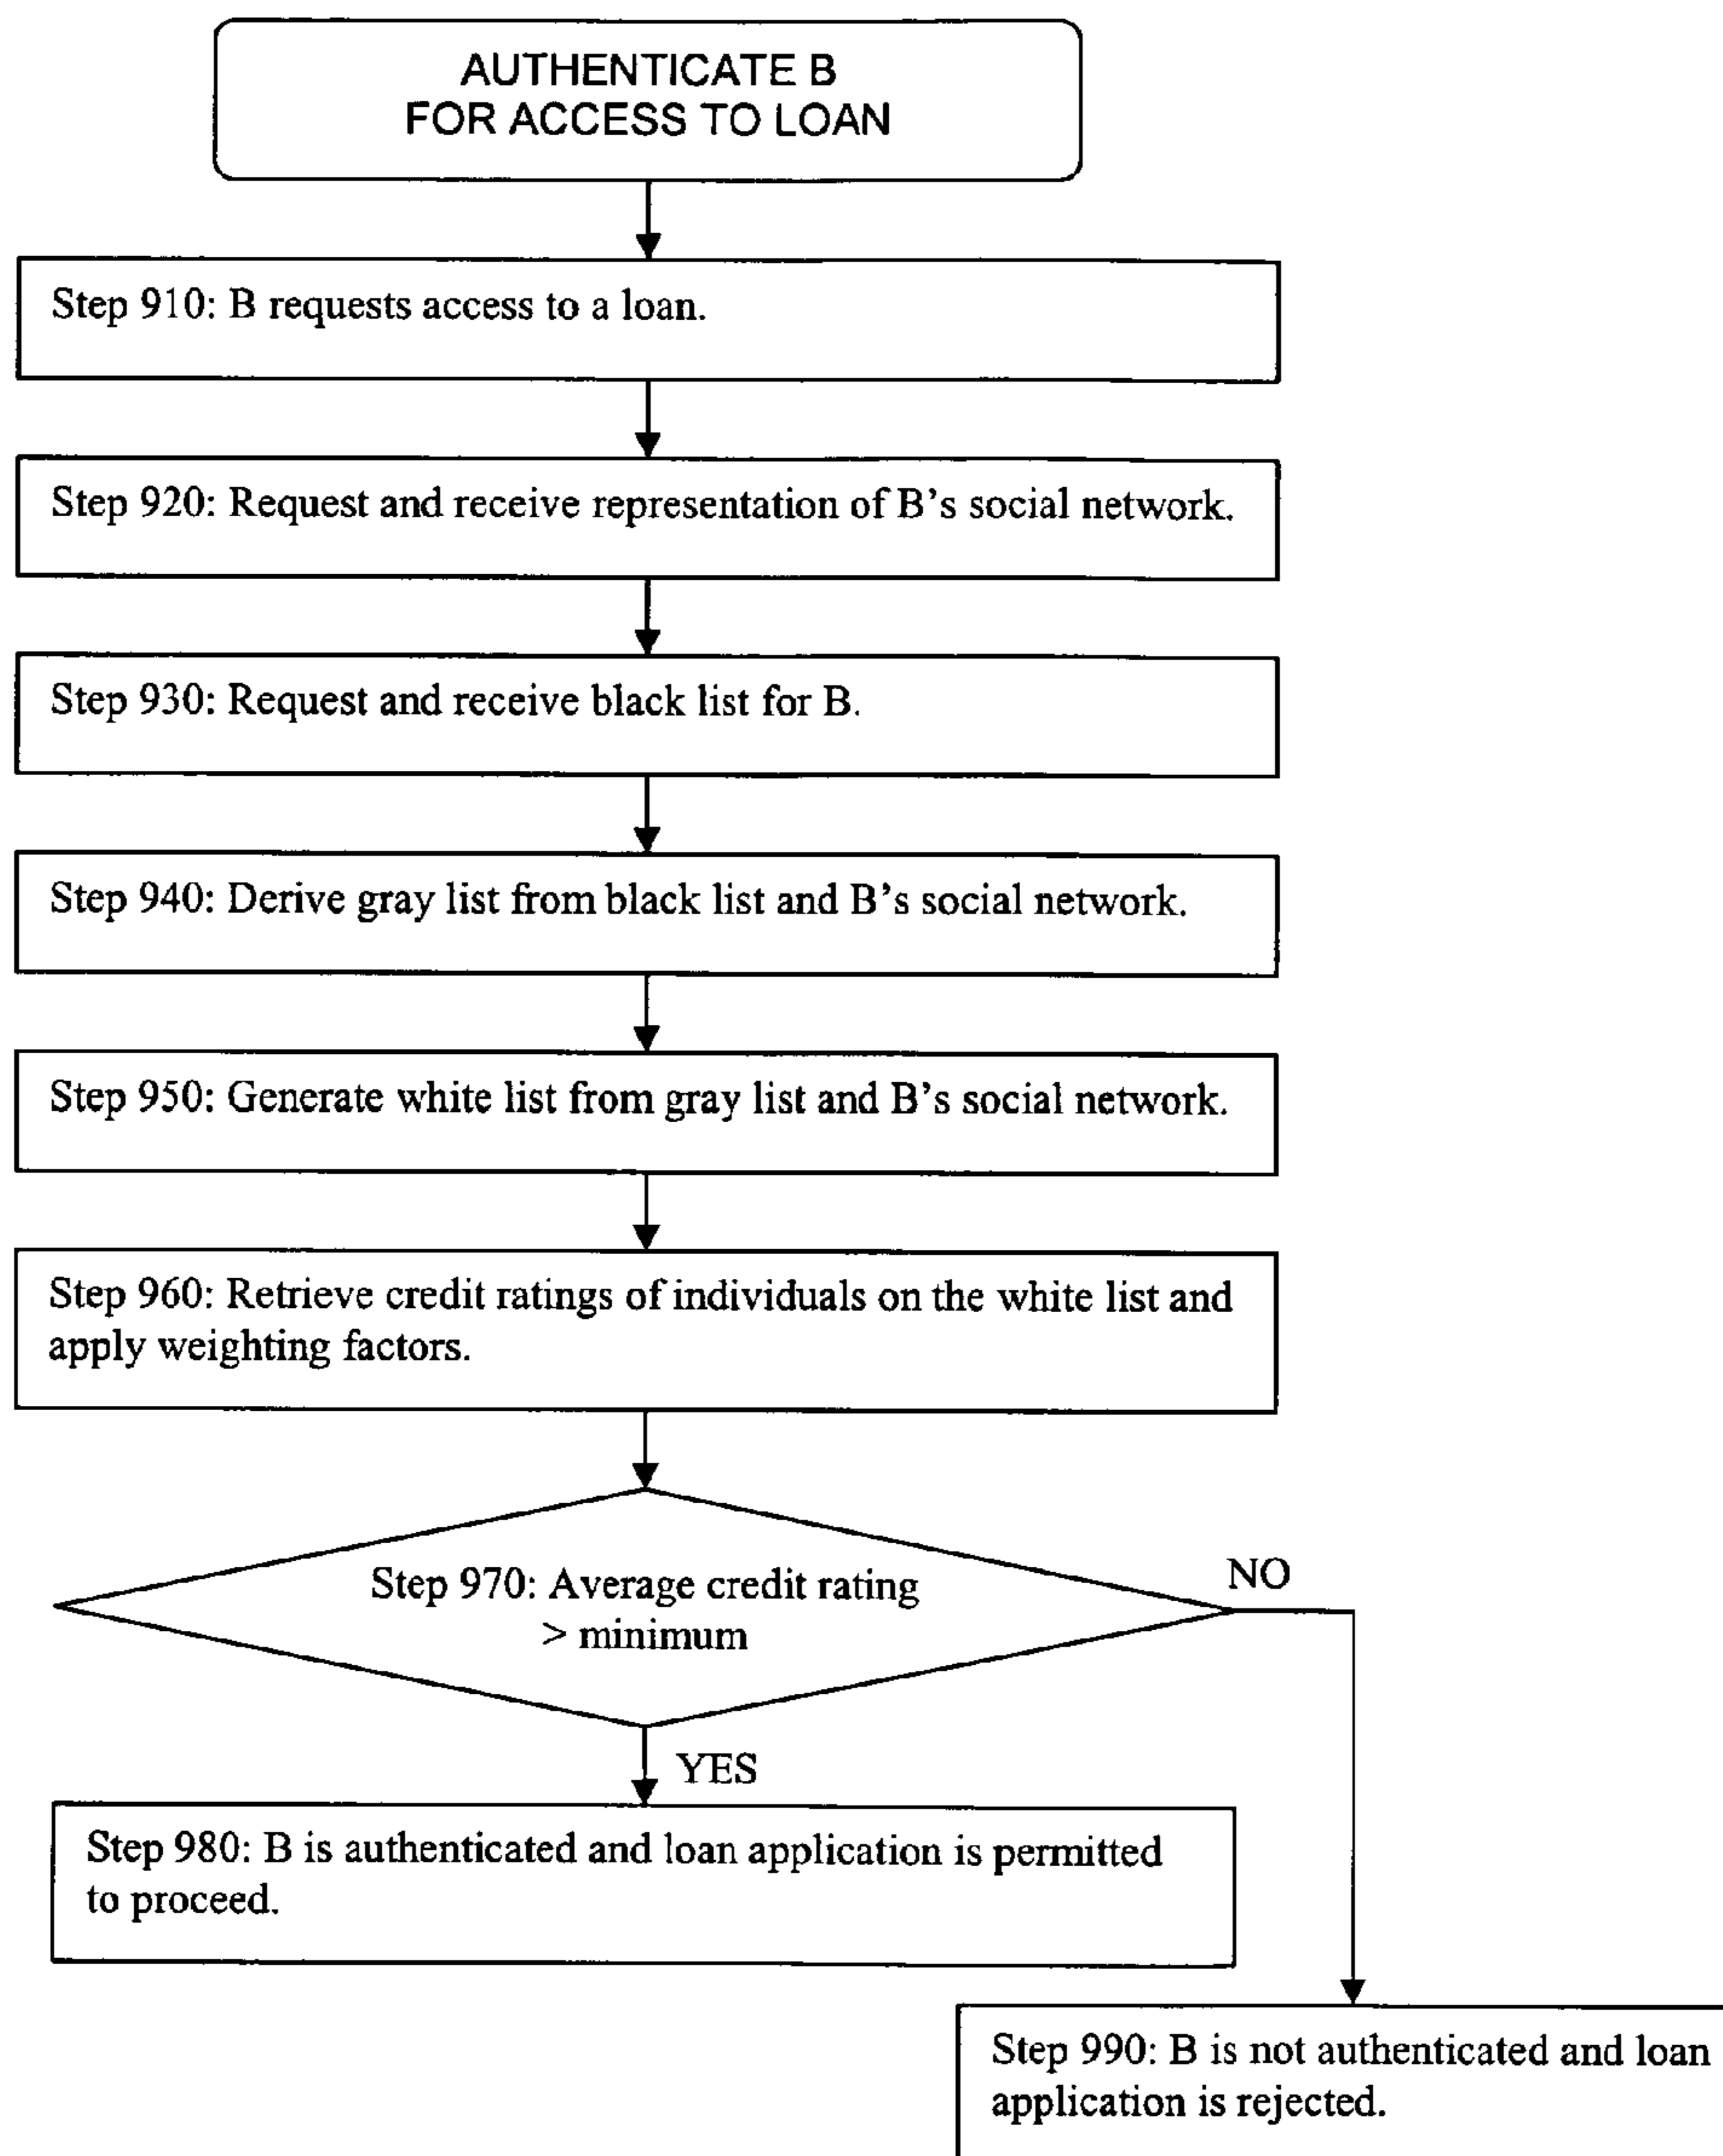 AUTHENTICATE B
FOR ACCESS TO LOAN
Step 910: B requests access to a loan.
Step 920: Request and receive representation of B's social network.
Step 930: Request and receive black list for B.
Step 940: Derive gray list from black list and B's social network.
Step 950: Generate white list from gray list and B's social network.
Step 960: Retrieve credit ratings of individuals on the white list and
apply weighting factors.
Step 970: Average credit rating
> minimum
NO
YES
Step 980: B is authenticated and loan application is permitted
to proceed.
Step 990: B is not authenticated and loan
application is rejected.